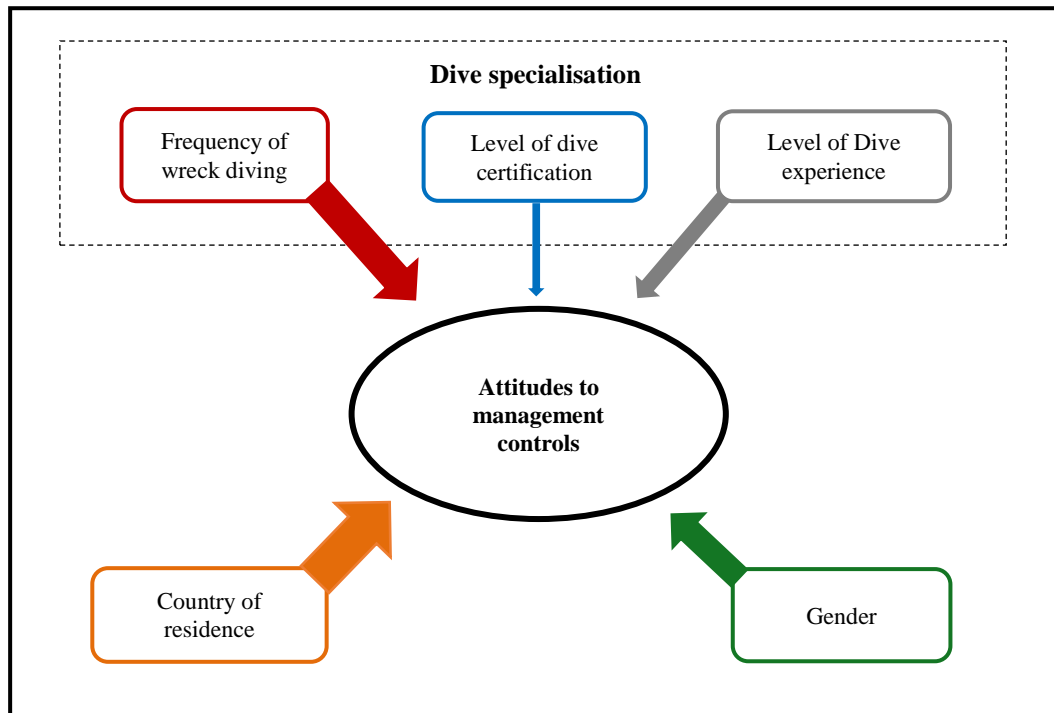 Dive specialisation
Frequency of
wreck diving
Level of dive
certification
Level of Dive
experience
Attitudes to
management
controls
Country of
residence
Gender